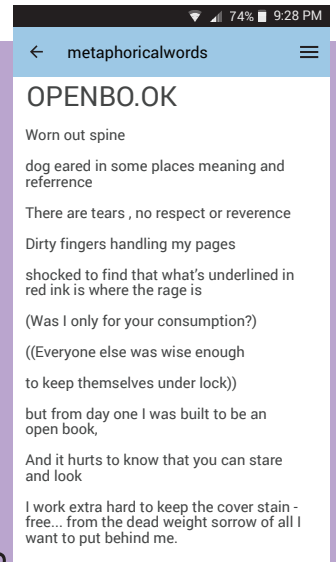 74% 9:28 PM
metaphoricalwords
OPENBO.OK
Worn out spine
dog eared in some places meaning and
referrence
There are tears , no respect or reverence
Dirty fingers handling my pages
shocked to find that what's underlined in
red ink is where the rage is
(Was I only for your consumption?)
((Everyone else was wise enough
to keep themselves under lock))
but from day one I was built to be an
open book,
And it hurts to know that you can stare
and look
I work extra hard to keep the cover stain -
free... from the dead weight sorrow of all I
want to put behind me.